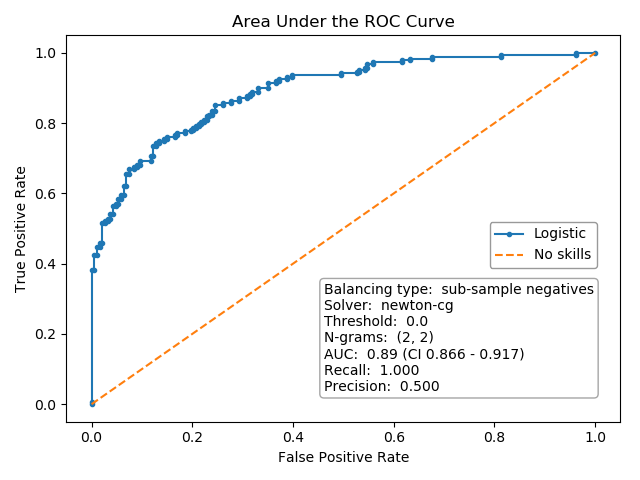 Area Under the ROC Curve
True Positive Rate
1.0
0.8
0.6
0.4
0.2
0.0
Logistic
No skills
Balancing type:  sub-sample negatives
Solver:  newton-cg
Threshold:  0.0
N-grams:  (2, 2)
AUC:  0.89 (CI 0.866 - 0.917)
Recall:  1.000
Precision:  0.500
0.0 0.2 0.4 0.6 0.8 1.0
False Positive Rate